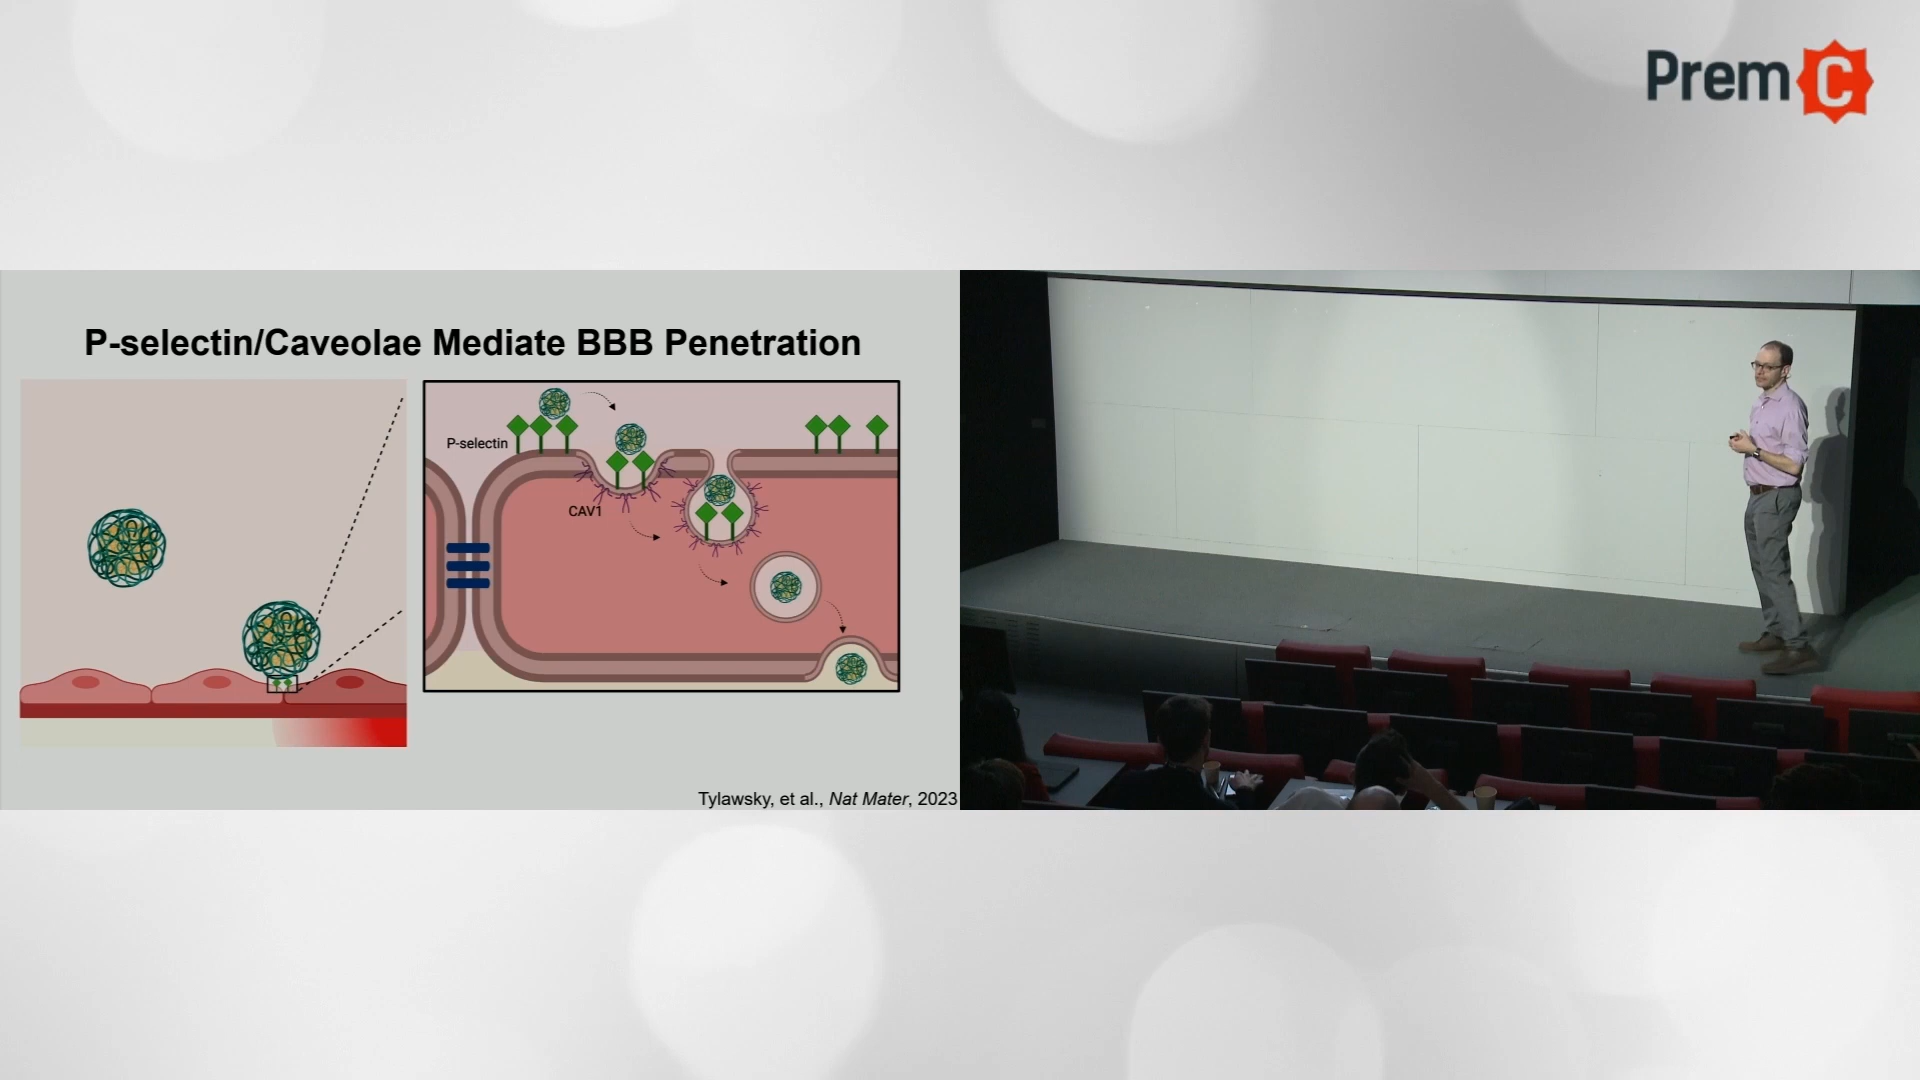 Prem C
P-selectin/Caveolae Mediate BBB Penetration
P-selectin
CAV1
Tylawsky, et al., Nat Mater, 2023